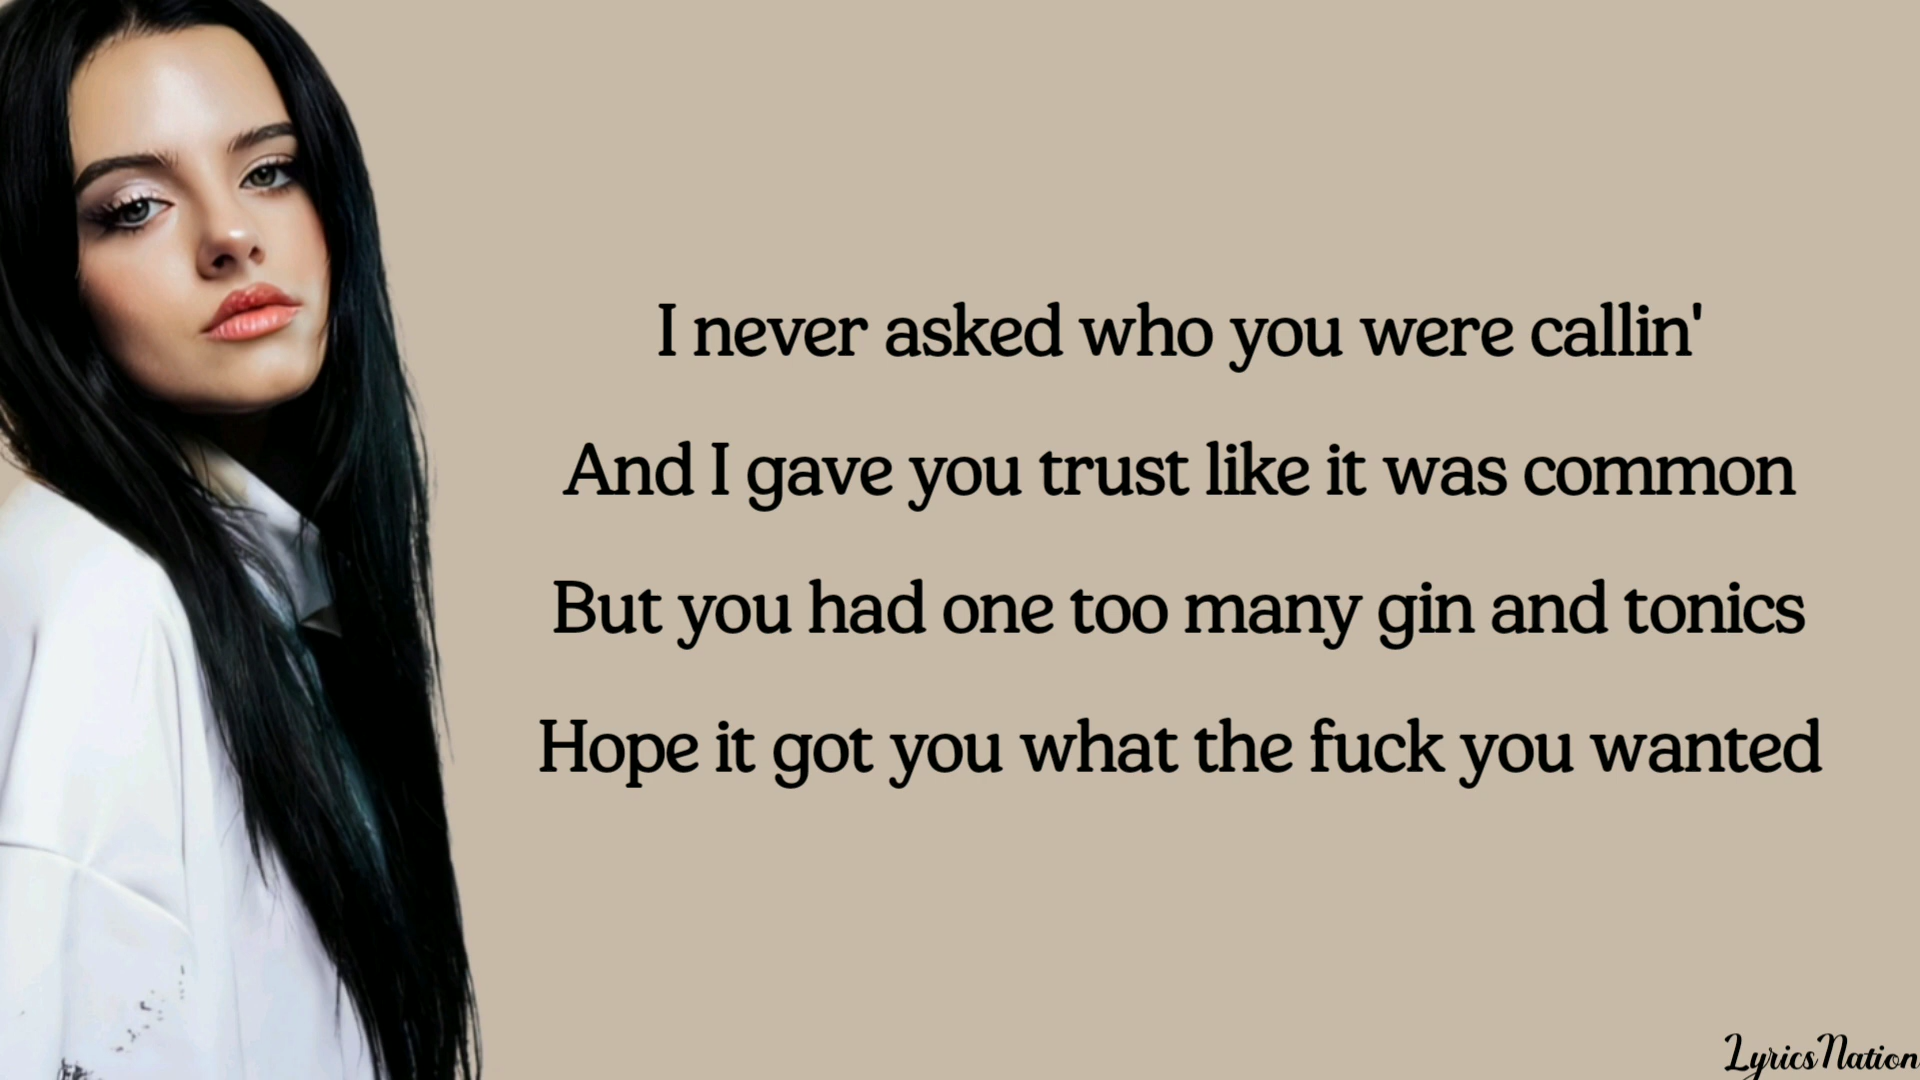 I never asked who you were callin'
And I gave you trust like it was common
But you had one too many gin and tonics
Hope it got you what the fuck you wanted
LyricsNation